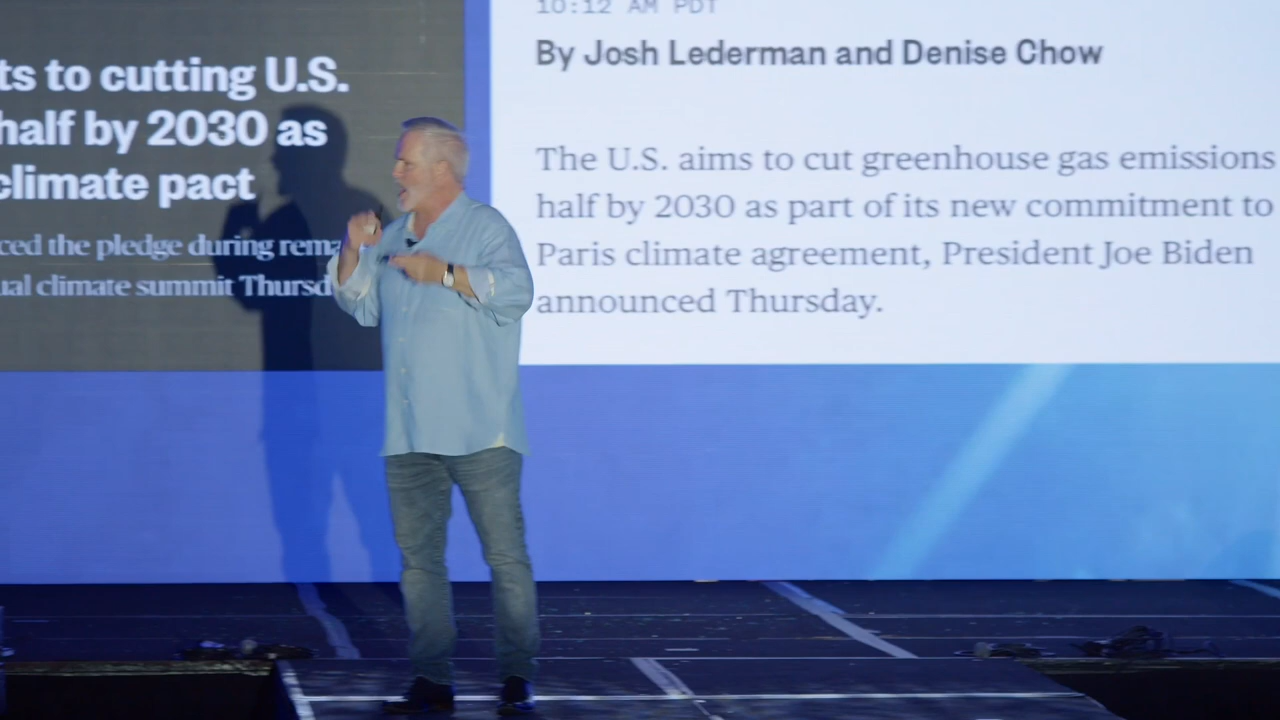 ts to cutting U.S.
half by 2030 as
climate pact
ced the pledge during rema
ual climate summit Thursd
10:12 AM PDT
By Josh Lederman and Denise Chow
The U.S. aims to cut greenhouse gas emissions
half by 2030 as part of its new commitment to
Paris climate agreement, President Joe Biden
announced Thursday.